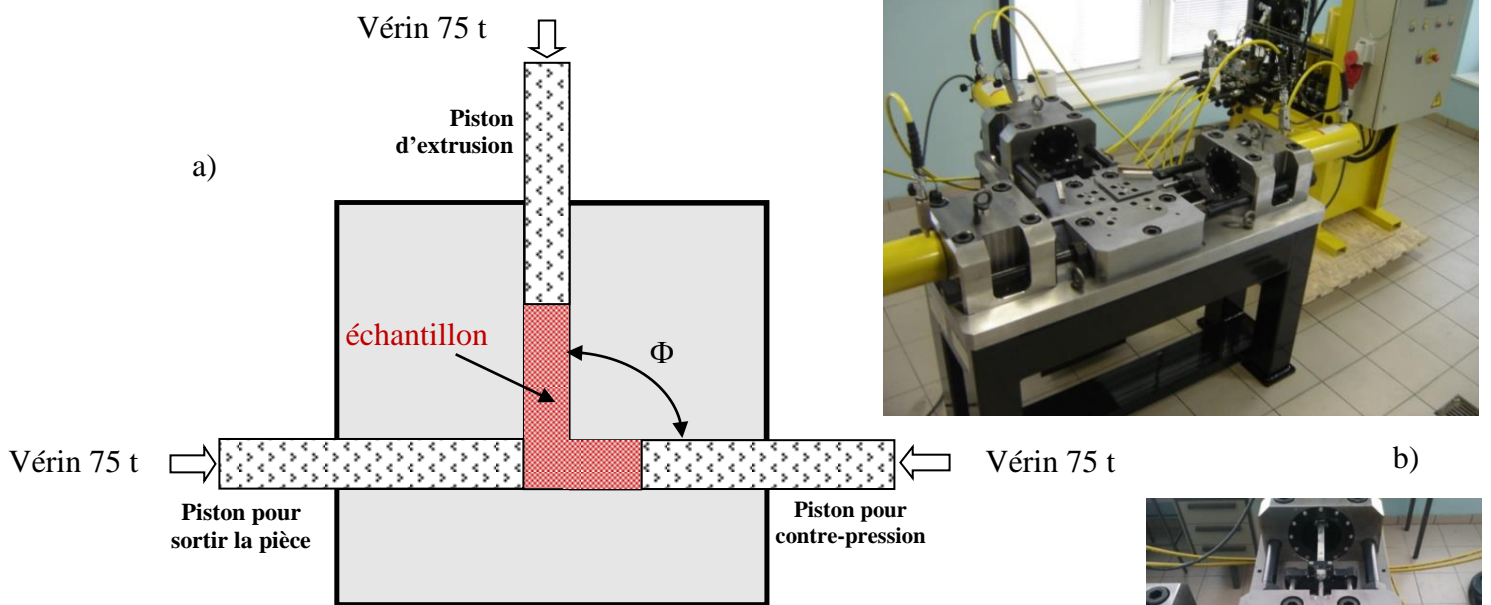 Vérin 75 t
Piston
d’extrusion
a)
échantillon
Φ
Vérin 75 t
Vérin 75 t
b)
Piston pour
sortir la pièce
Piston pour
contre-pression